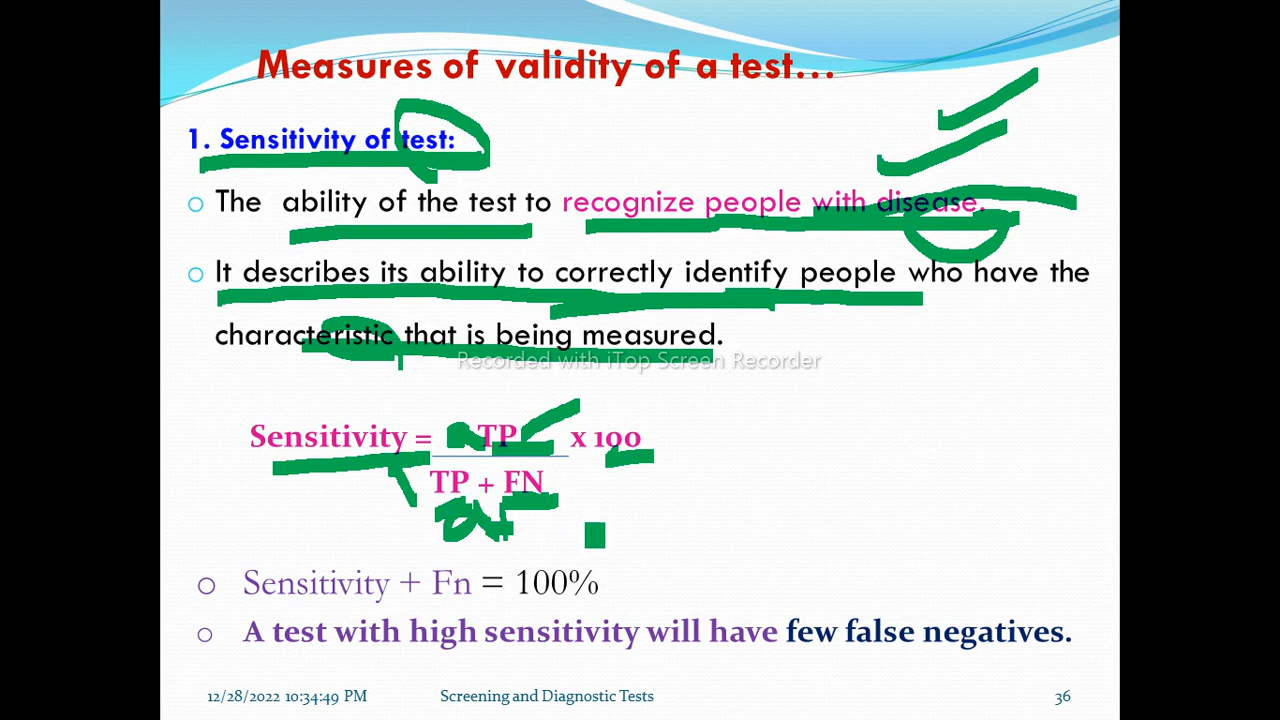 Measures of validity of a test...
1. Sensitivity of test:
o The ability of the test to recognize people with disease.
o It describes its ability to correctly identify people who have the
characteristic that is being measured.
Recorded with iTop Screen Recorder
Sensitivity = TP x 100
TP + FN
a
o Sensitivity + Fn = 100%
o A test with high sensitivity will have few false negatives.
12/28/2022 10:34:49 PM Screening and Diagnostic Tests 36